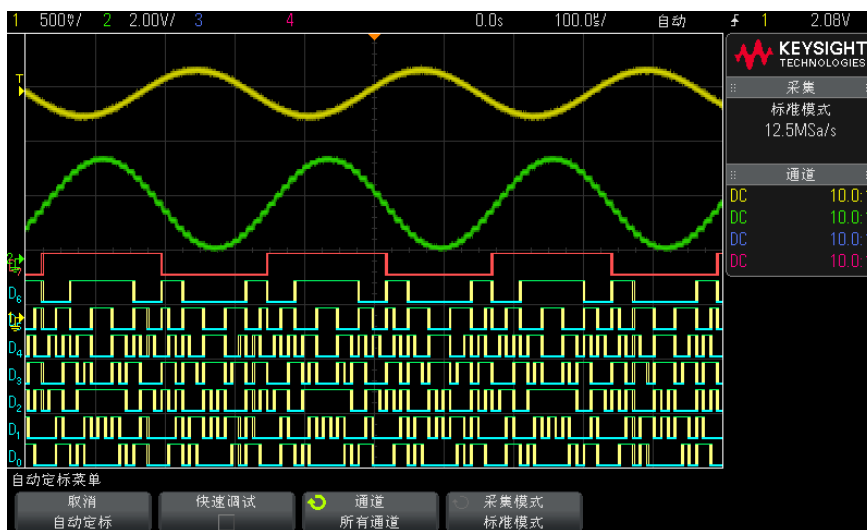 1 500㎷/ 2 2.00V/ 3 4 0.0s 100.0㎲/ 自动 1 2.08V
KEYSIGHT
TECHNOLOGIES
采集
标准模式
12.5MSa/s
通道
DC 10.0:
DC 10.0:
DC 10.0:
DC 10.0:
T
D6
D4
D3
D2
D1
D0
自动定标菜单
取消 快速调试 通道 采集模式
自动定标 所有通道 标准模式